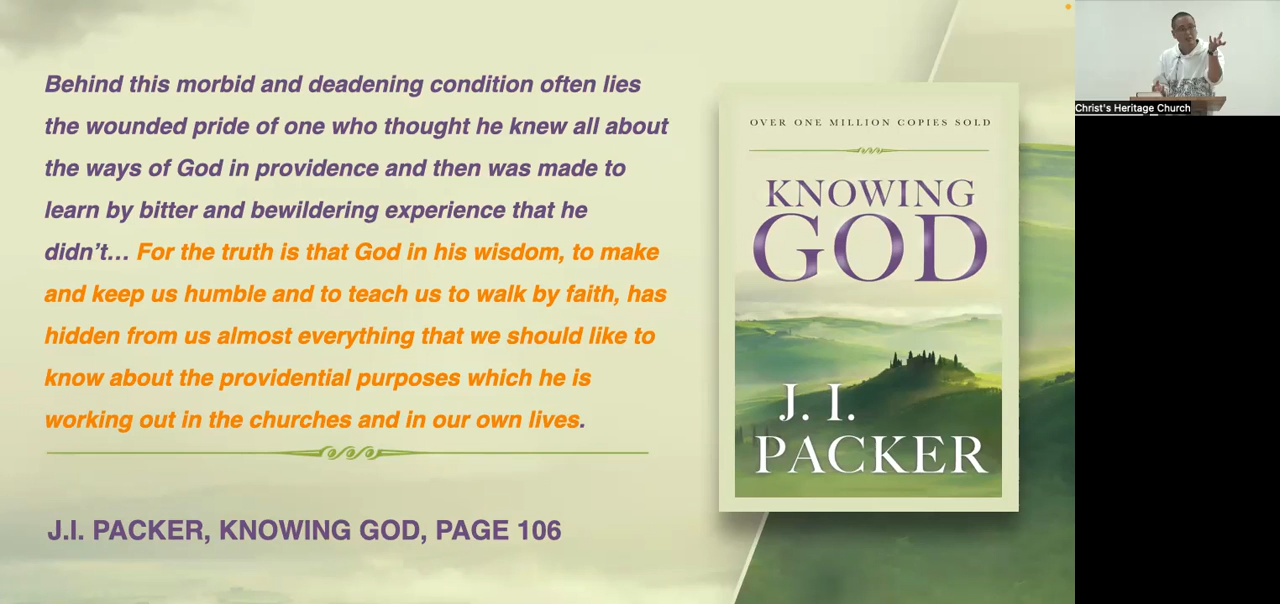 Behind this morbid and deadening condition often lies
the wounded pride of one who thought he knew all about
the ways of God in providence and then was made to
learn by bitter and bewildering experience that he
didn’t... For the truth is that God in his wisdom, to make
and keep us humble and to teach us to walk by faith, has
hidden from us almost everything that we should like to
know about the providential purposes which he is
working out in the churches and in our own lives.
J.I. PACKER, KNOWING GOD, PAGE 106
OVER ONE MILLION COPIES SOLD
KNOWING
GOD
J. I.
PACKER
Christ's Heritage Church